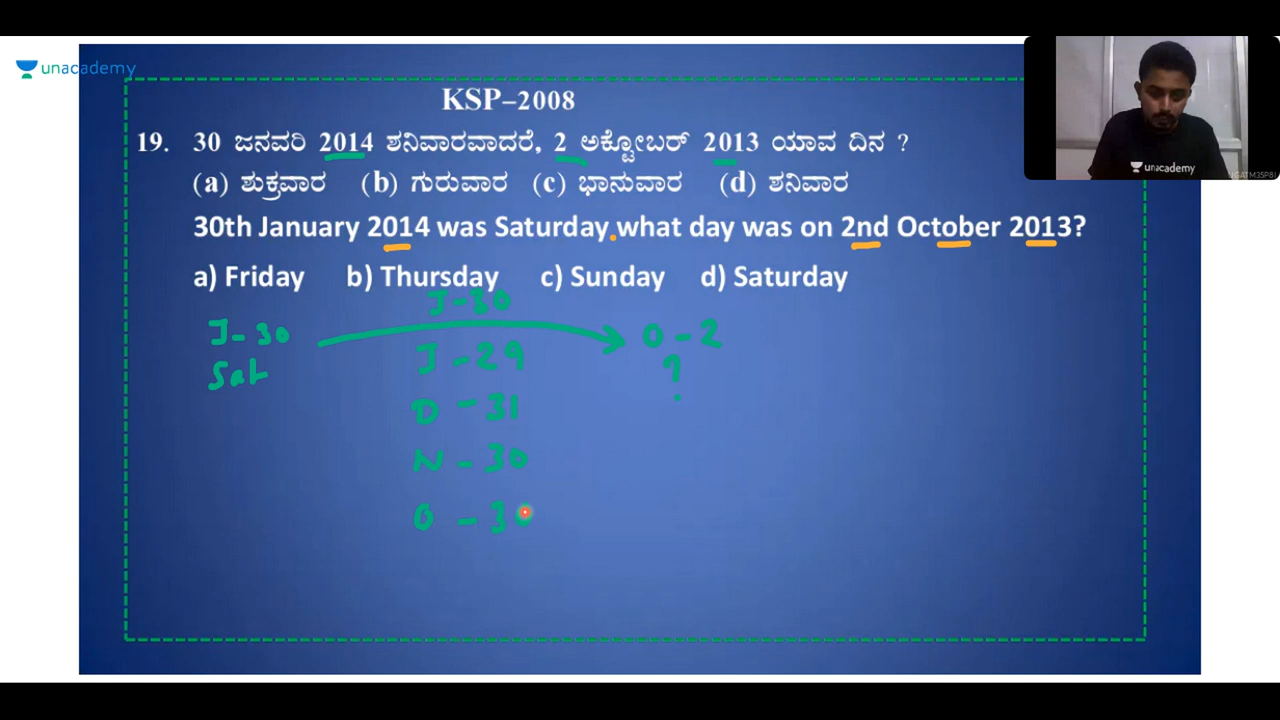 unacademy
KSP–2008
19. 30 ಜನವರಿ 2014 ಶನಿವಾರವಾದರೆ, 2 ಅಕ್ಟೋಬರ್ 2013 ಯಾವ ದಿನ ?
(a) ಶುಕ್ರವಾರ (b) ಗುರುವಾರ (c) ಭಾನುವಾರ (d) ಶನಿವಾರ
30th January 2014 was Saturday.what day was on 2nd October 2013?
a) Friday b) Thursday c) Sunday d) Saturday
J-30
J-30 O-2
Sat J-29 ?
D-31
N-30
O-30
unacademy